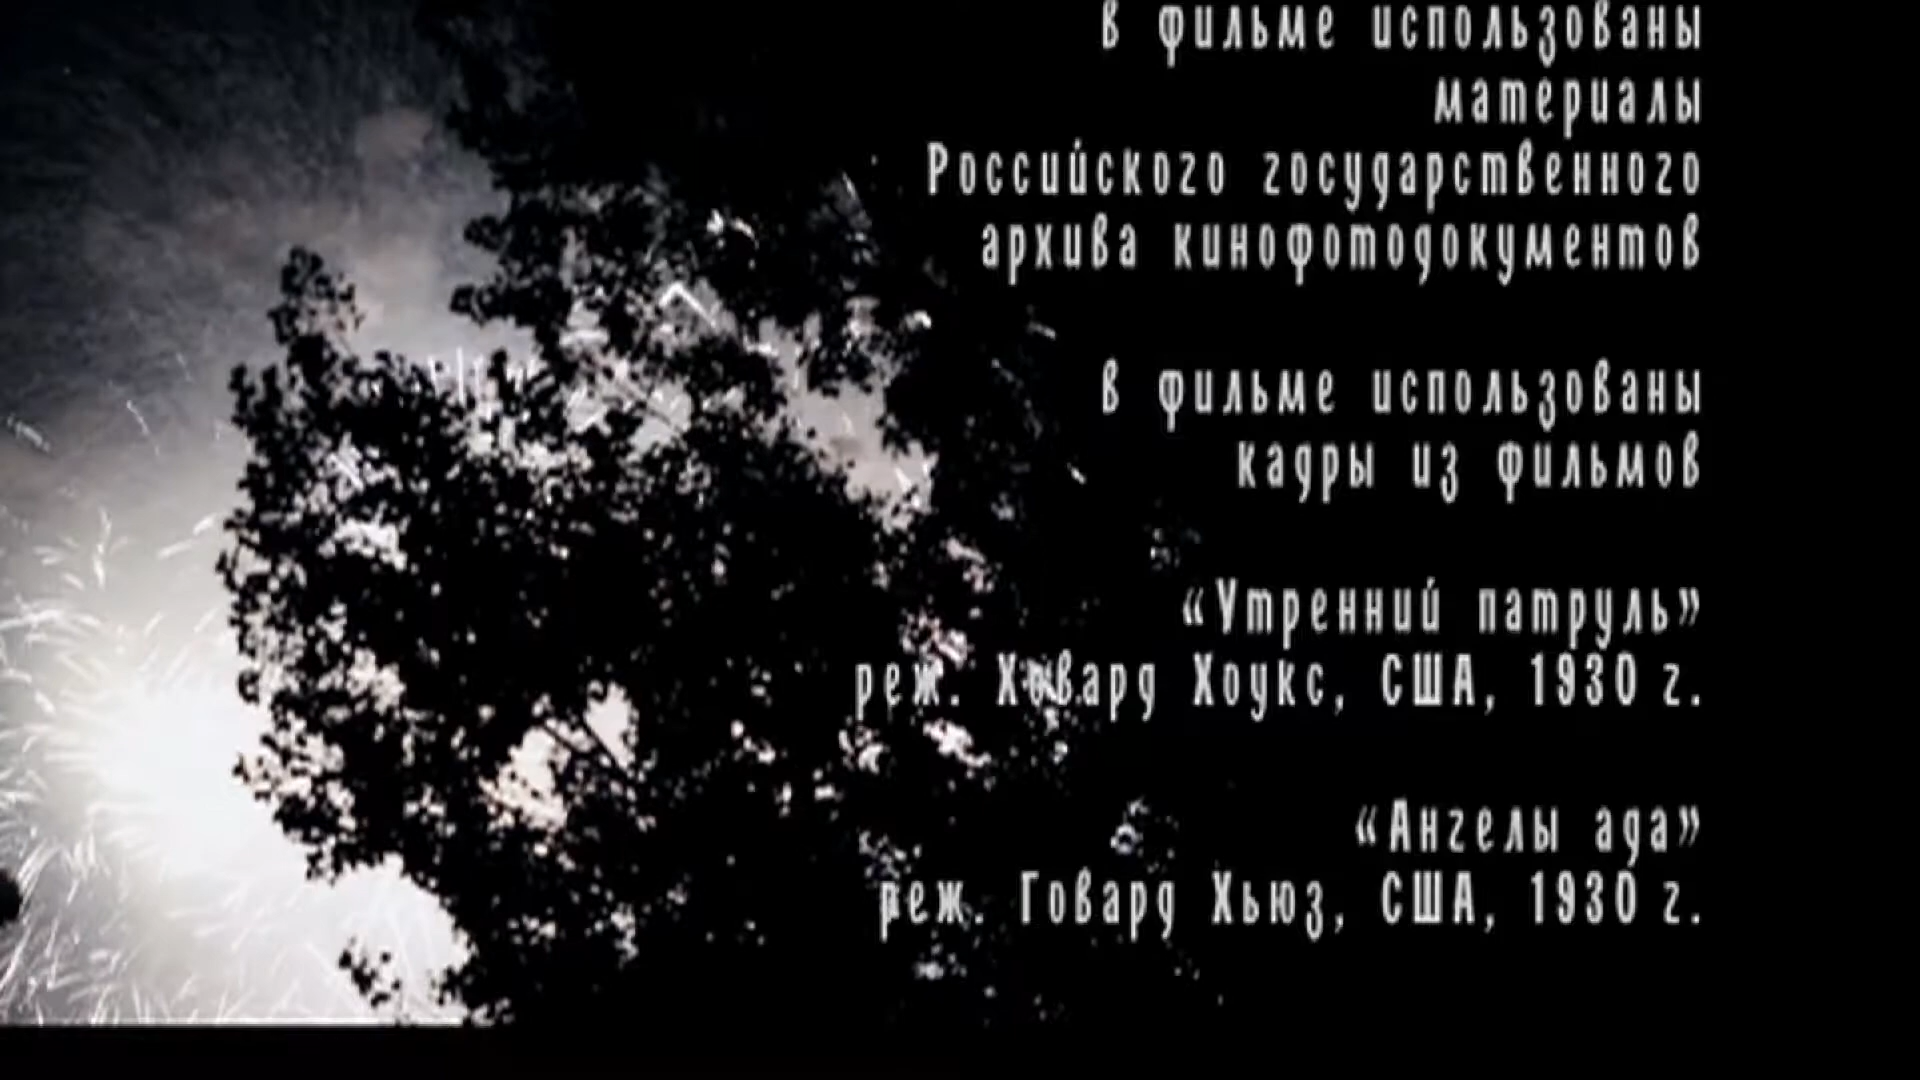 в фильме использованы
материалы
Российского государственного
архива кинофотодокументов
в фильме использованы
кадры из фильмов
«Утренний патруль»
реж. Ховард Хоукс, США, 1930 г.
«Ангелы ада»
реж. Говард Хьюз, США, 1930 г.